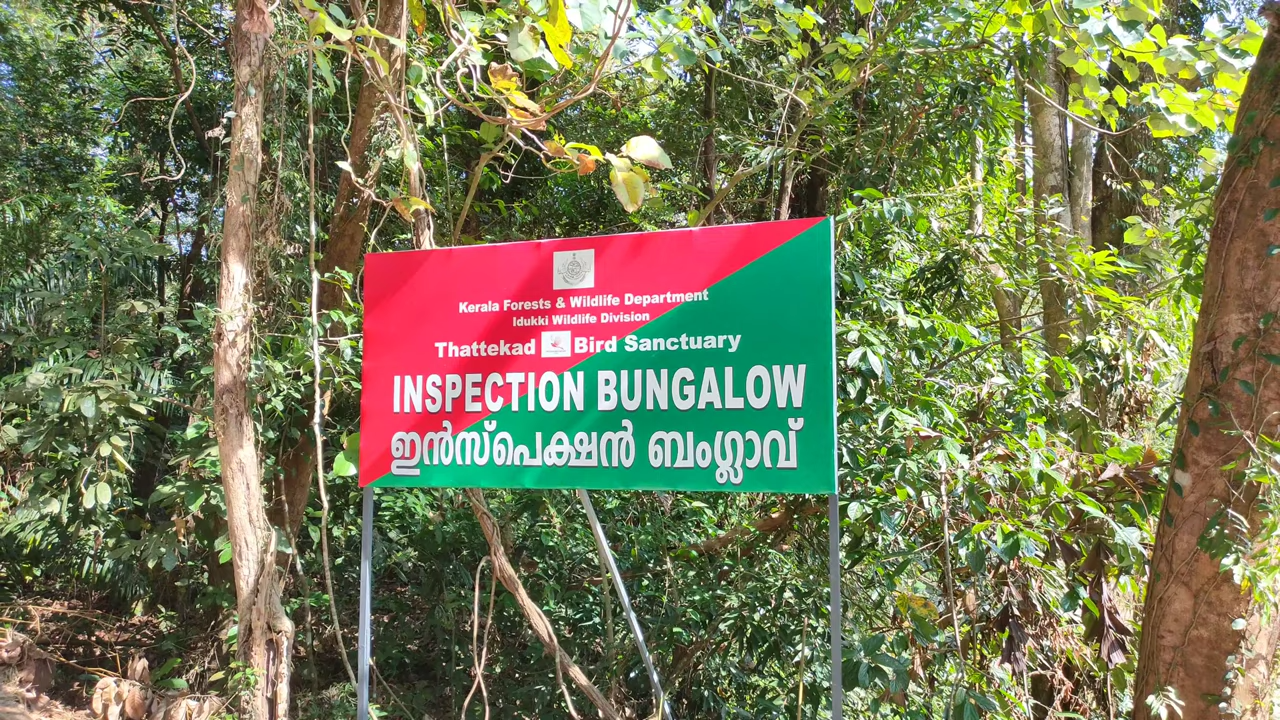 Kerala Forests & Wildlife Department
Idukki Wildlife Division
Thattekad Bird Sanctuary
INSPECTION BUNGALOW
ഇൻസ്പെക്ഷൻ ബംഗ്ലാവ്